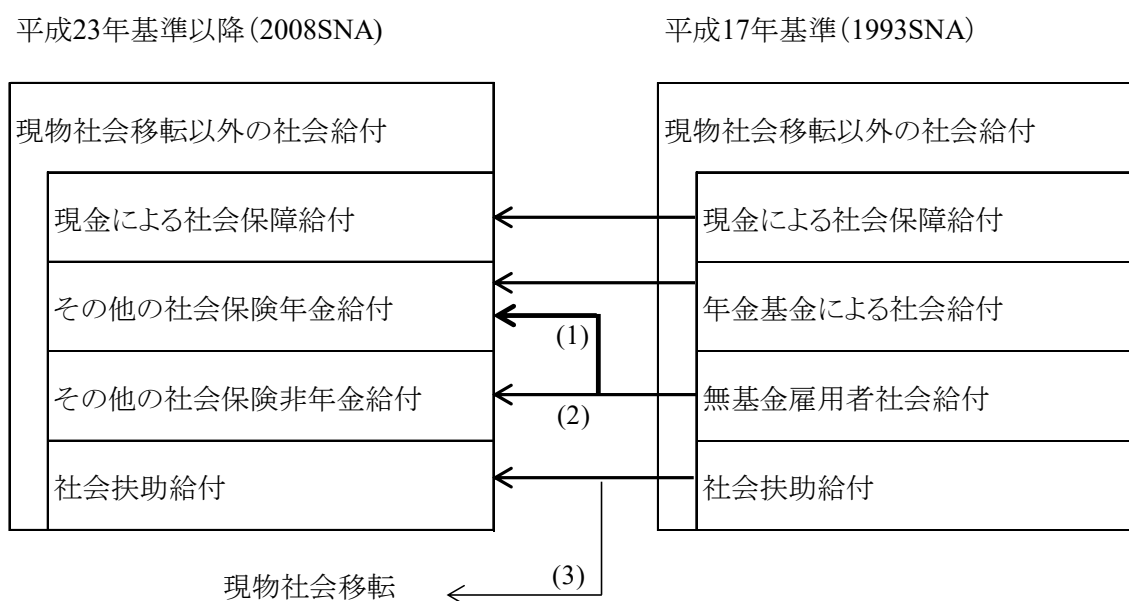 平成23年基準以降(2008SNA)
平成17年基準(1993SNA)
現物社会移転以外の社会給付
現金による社会保障給付
その他の社会保険年金給付
その他の社会保険非年金給付
社会扶助給付
現物社会移転以外の社会給付
現金による社会保障給付
年金基金による社会給付
無基金雇用者社会給付
社会扶助給付
(1)
(2)
(3)
現物社会移転